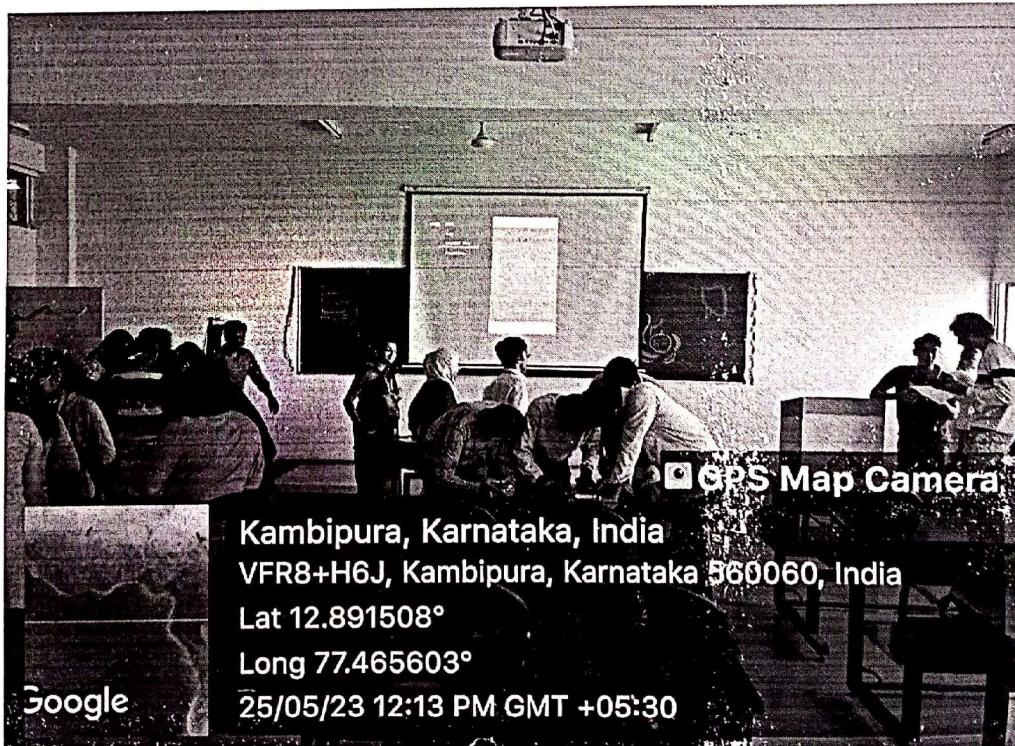 GPS Map Camera
Kambipura, Karnataka, India
VFR8+H6J, Kambipura, Karnataka 560060, India
Lat 12.891508°
Long 77.465603°
25/05/23 12:13 PM GMT +05:30
Google